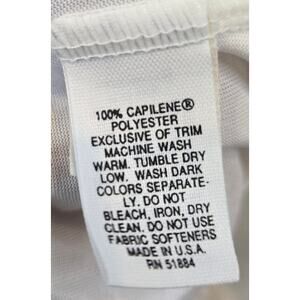 100% CAPILENE®
POLYESTER
EXCLUSIVE OF TRIM
MACHINE WASH
WARM. TUMBLE DRY
LOW. WASH DARK
COLORS SEPARATE-
LY. DO NOT
BLEACH, IRON, DRY
CLEAN. DO NOT USE
FABRIC SOFTENERS
MADE IN U.S.A.
RN 51884